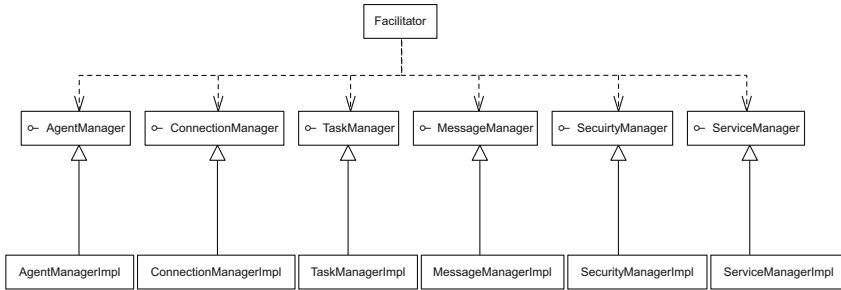 Facilitator
AgentManager
ConnectionManager
TaskManager
MessageManager
SecuirtyManager
ServiceManager
AgentManagerImpl
ConnectionManagerImpl
TaskManagerImpl
MessageManagerImpl
SecurityManagerImpl
ServiceManagerImpl